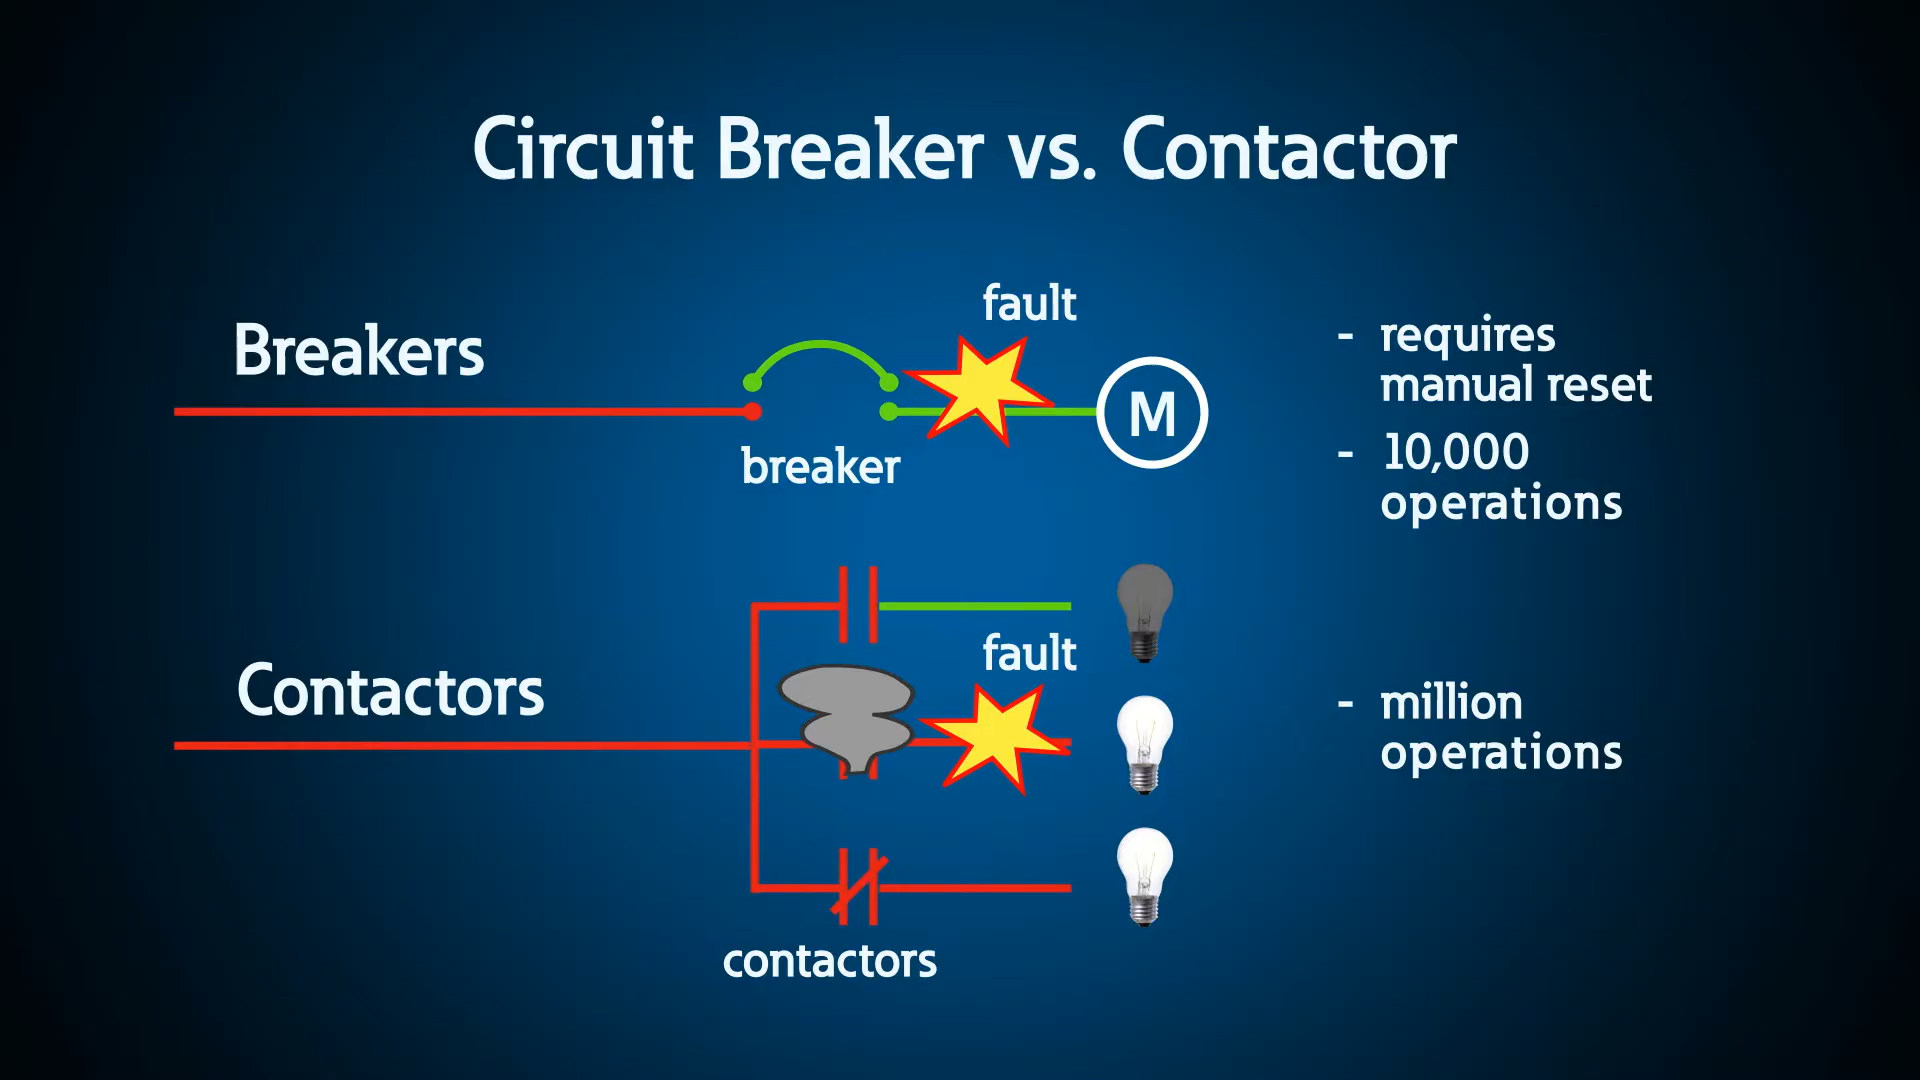 Circuit Breaker vs. Contactor
fault
Breakers
- requires
manual reset
M
breaker
- 10,000
operations
fault
Contactors
- million
operations
contactors